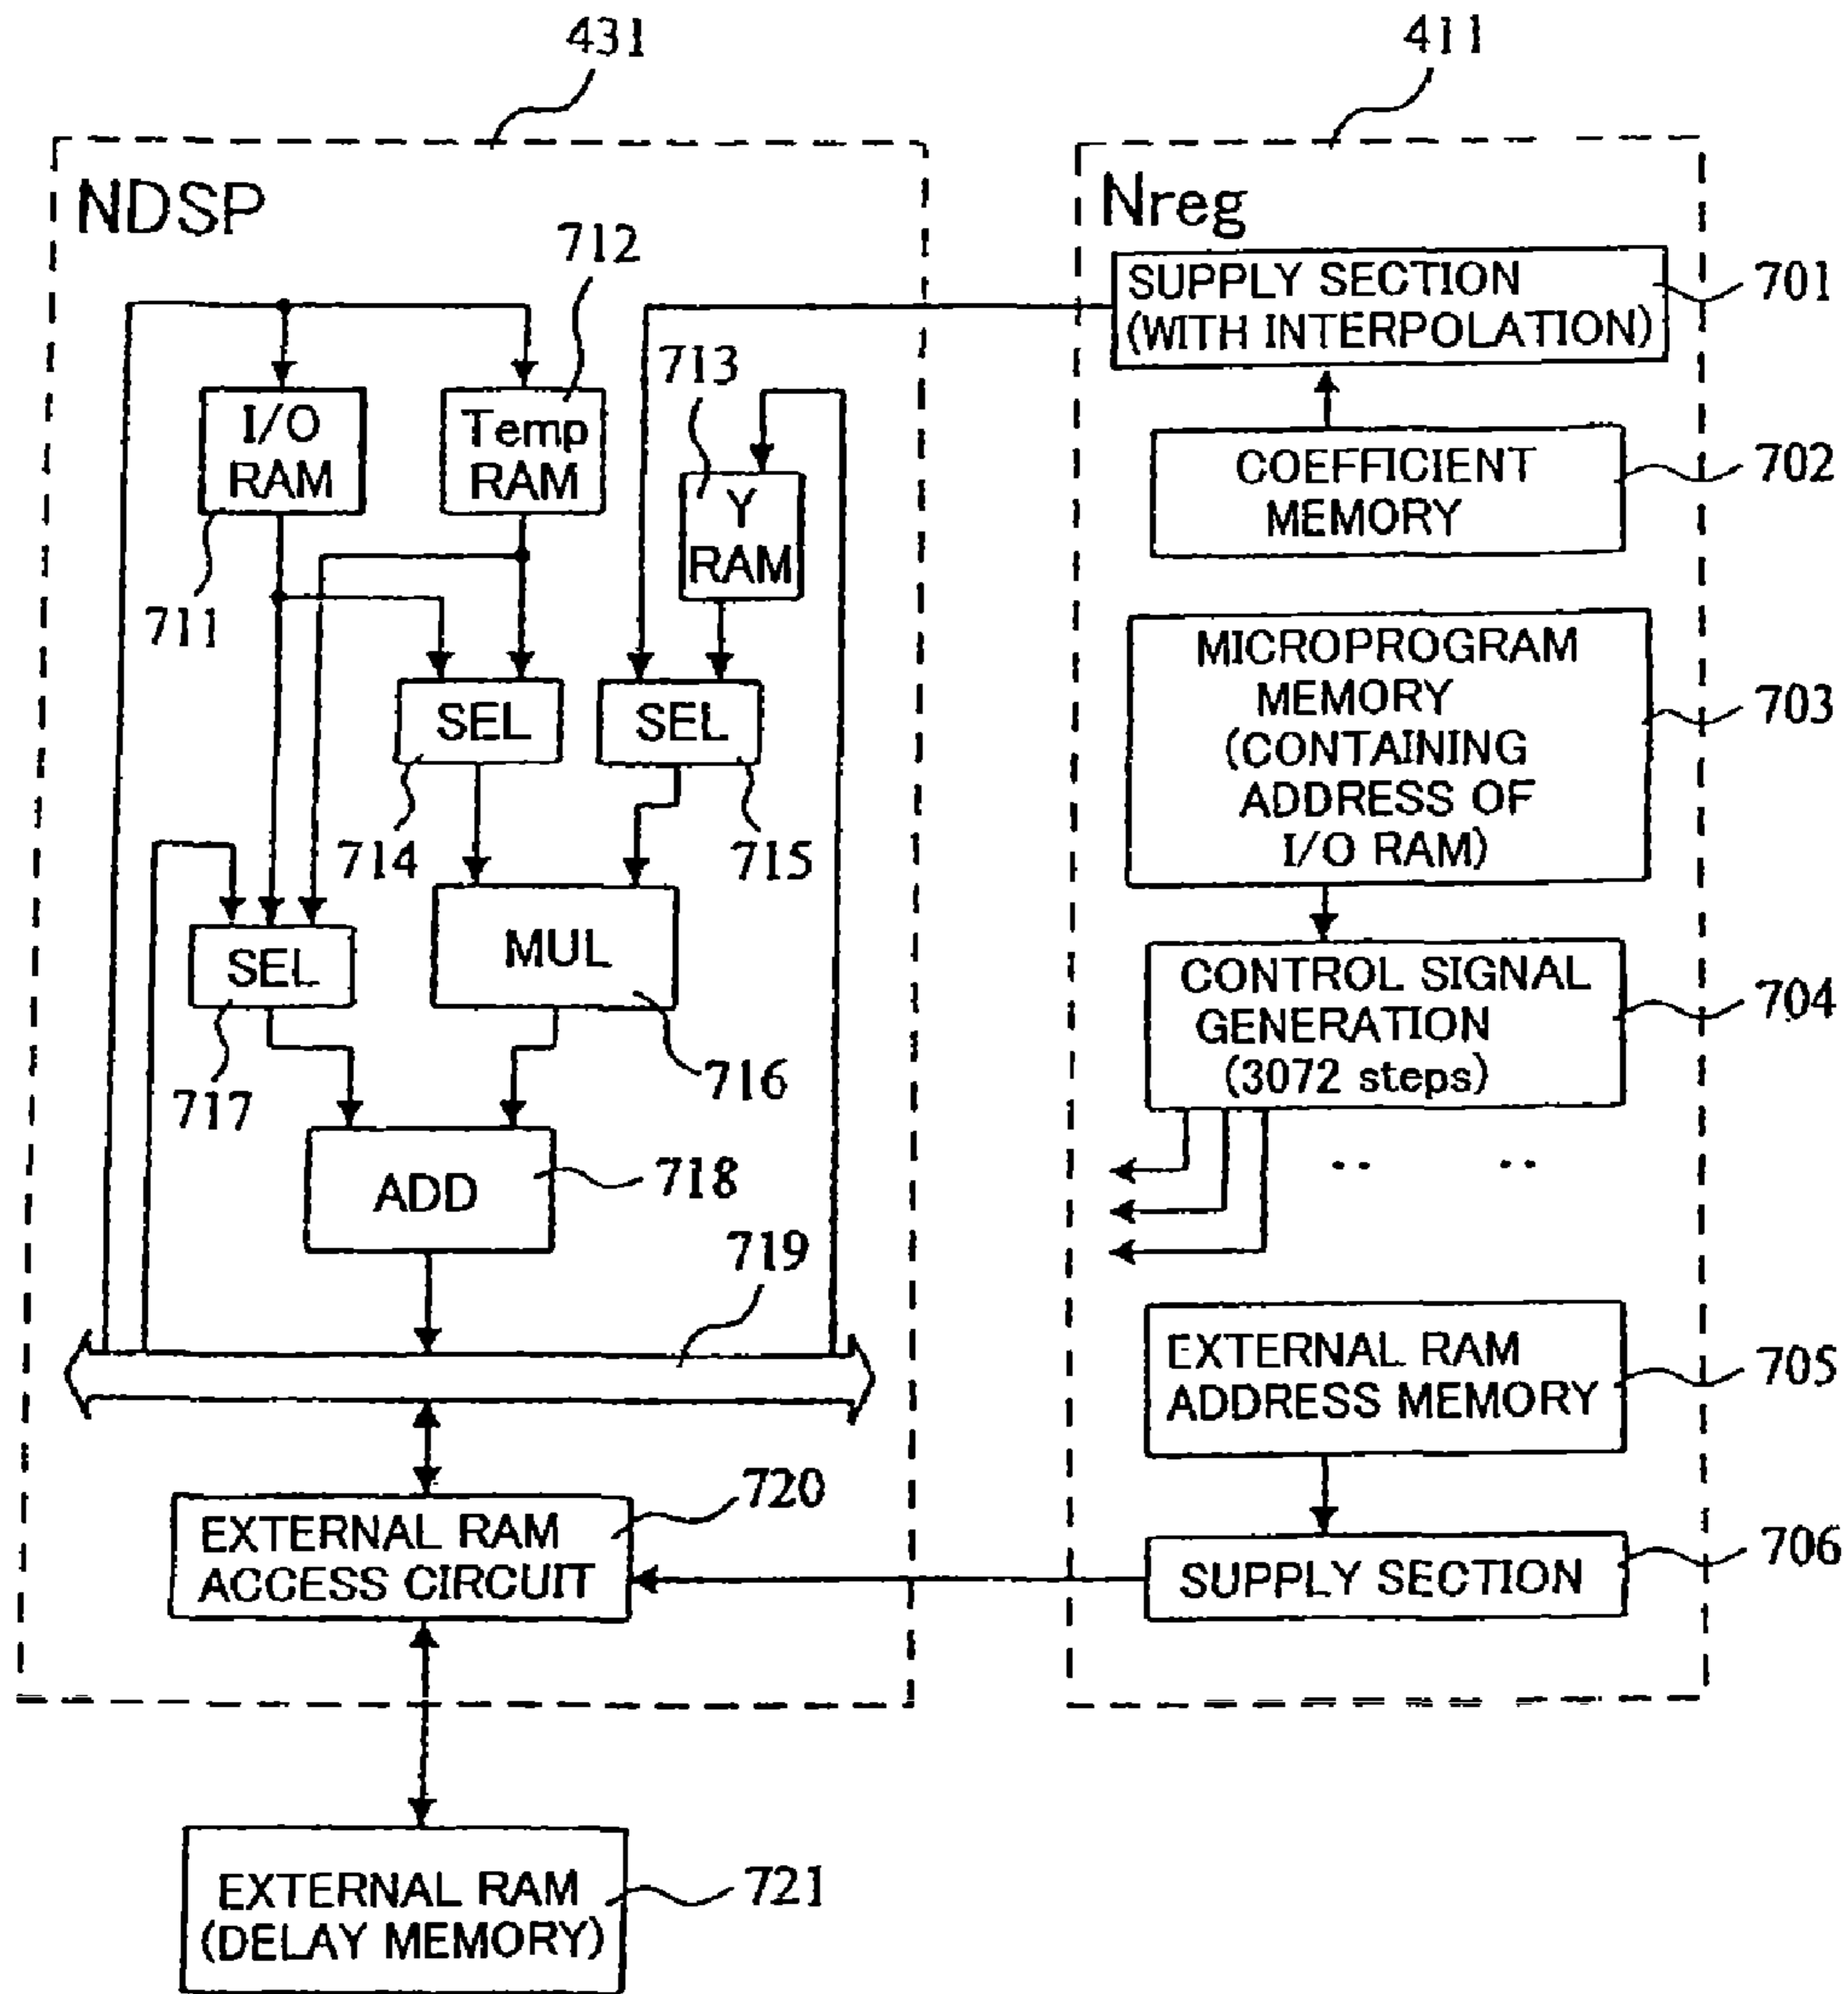 431
411
NDSP
Nreg
712
SUPPLY SECTION
(WITH INTERPOLATION)
701
713
I/O
RAM
Temp
RAM
COEFFICIENT
MEMORY
702
Y
RAM
711
MICROPROGRAM
MEMORY
(CONTAINING
ADDRESS OF
I/O RAM)
703
SEL
SEL
714
715
SEL
MUL
CONTROL SIGNAL
GENERATION
(3072 steps)
704
716
717
ADD
718
719
EXTERNAL RAM
ADDRESS MEMORY
705
720
EXTERNAL RAM
ACCESS CIRCUIT
SUPPLY SECTION
706
EXTERNAL RAM
(DELAY MEMORY)
721